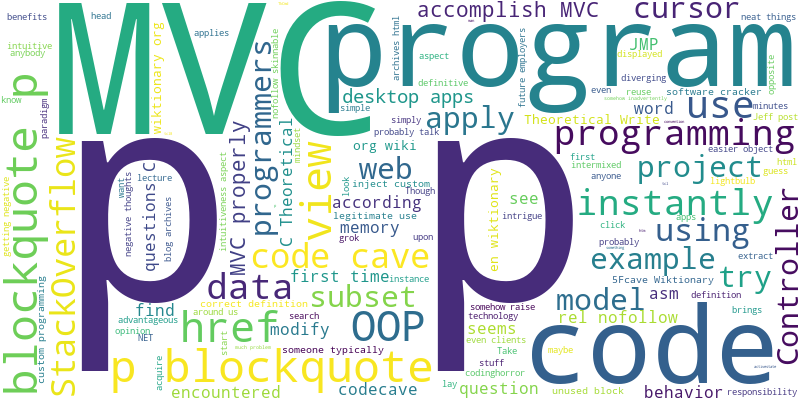 MVC
program
p p
code
blockquote p
p blockquote
StackOverflow
programmers
programming
instantly
Controller
accomplish MVC
cursor
desktop apps
apply
use
JMP
word
project
view
web
data
href
OOP
code cave
subset
model
example
using
try
MVC properly
C Theoretical
Theoretical Write
questions C
org wiki
according
memory
first time
find
modify
seems
question
encountered
codecave
behavior
asm
rel nofollow
see
en wiktionary
wiktionary org
benefits
head
intuitive
anybody
applies
know
paradigm
archives html
aspect
definitive
displayed
simple
simply
probably talk
future employers
even
diverging
reuse
software cracker
opposite
neat things
minutes
Jeff post
easier object
first
intermixed
anyone
html
guess
lightbulb
inject custom
Though
look
legitimate use
grok
upon
intrigue
click
apps
probably
something
extract
5Fcave Wiktionary
definition
brings
instance
correct definition
around us
search
someone typically
start
somehow raise
technology
even clients
Take
stuff
codinghorror
maybe
lay
unused block
responsibility
acquire
opinion
advantageous
NET
custom programming
getting negative
negative thoughts
want
lecture
blog archives
intuitiveness aspect
nofollow skinnable
mindset
somehow inadvertently